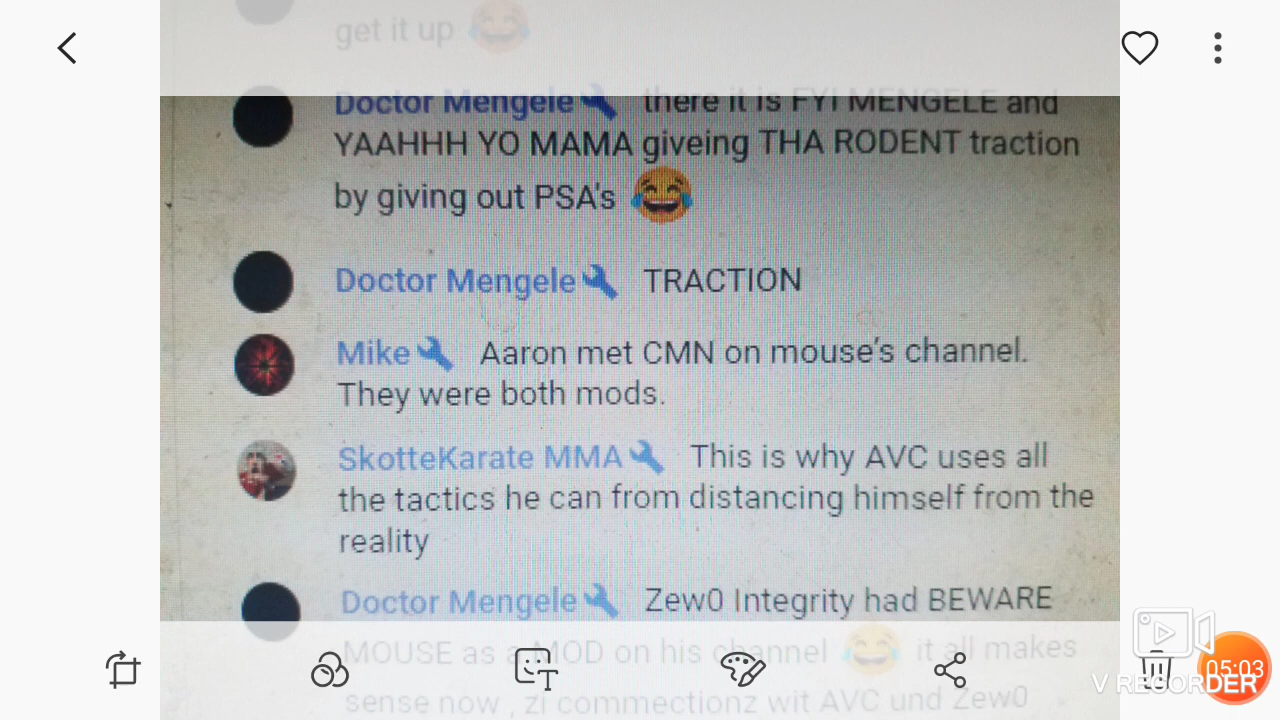 get it up 😂
Doctor Mengele🔧 there it is FYI MENGELE and
YAAHHH YO MAMA giveing THA RODENT traction
by giving out PSA's 😂
Doctor Mengele🔧 TRACTION
Mike🔧 Aaron met CMN on mouse's channel.
They were both mods.
SkotteKarate MMA🔧 This is why AVC uses all
the tactics he can from distancing himself from the
reality
Doctor Mengele🔧 Zew0 Integrity had BEWARE
MOUSE as a MOD on his channel 😂 it all makes
sense now , zi commectionz wit AVC und Zew0
T
05:03
V RECORDER